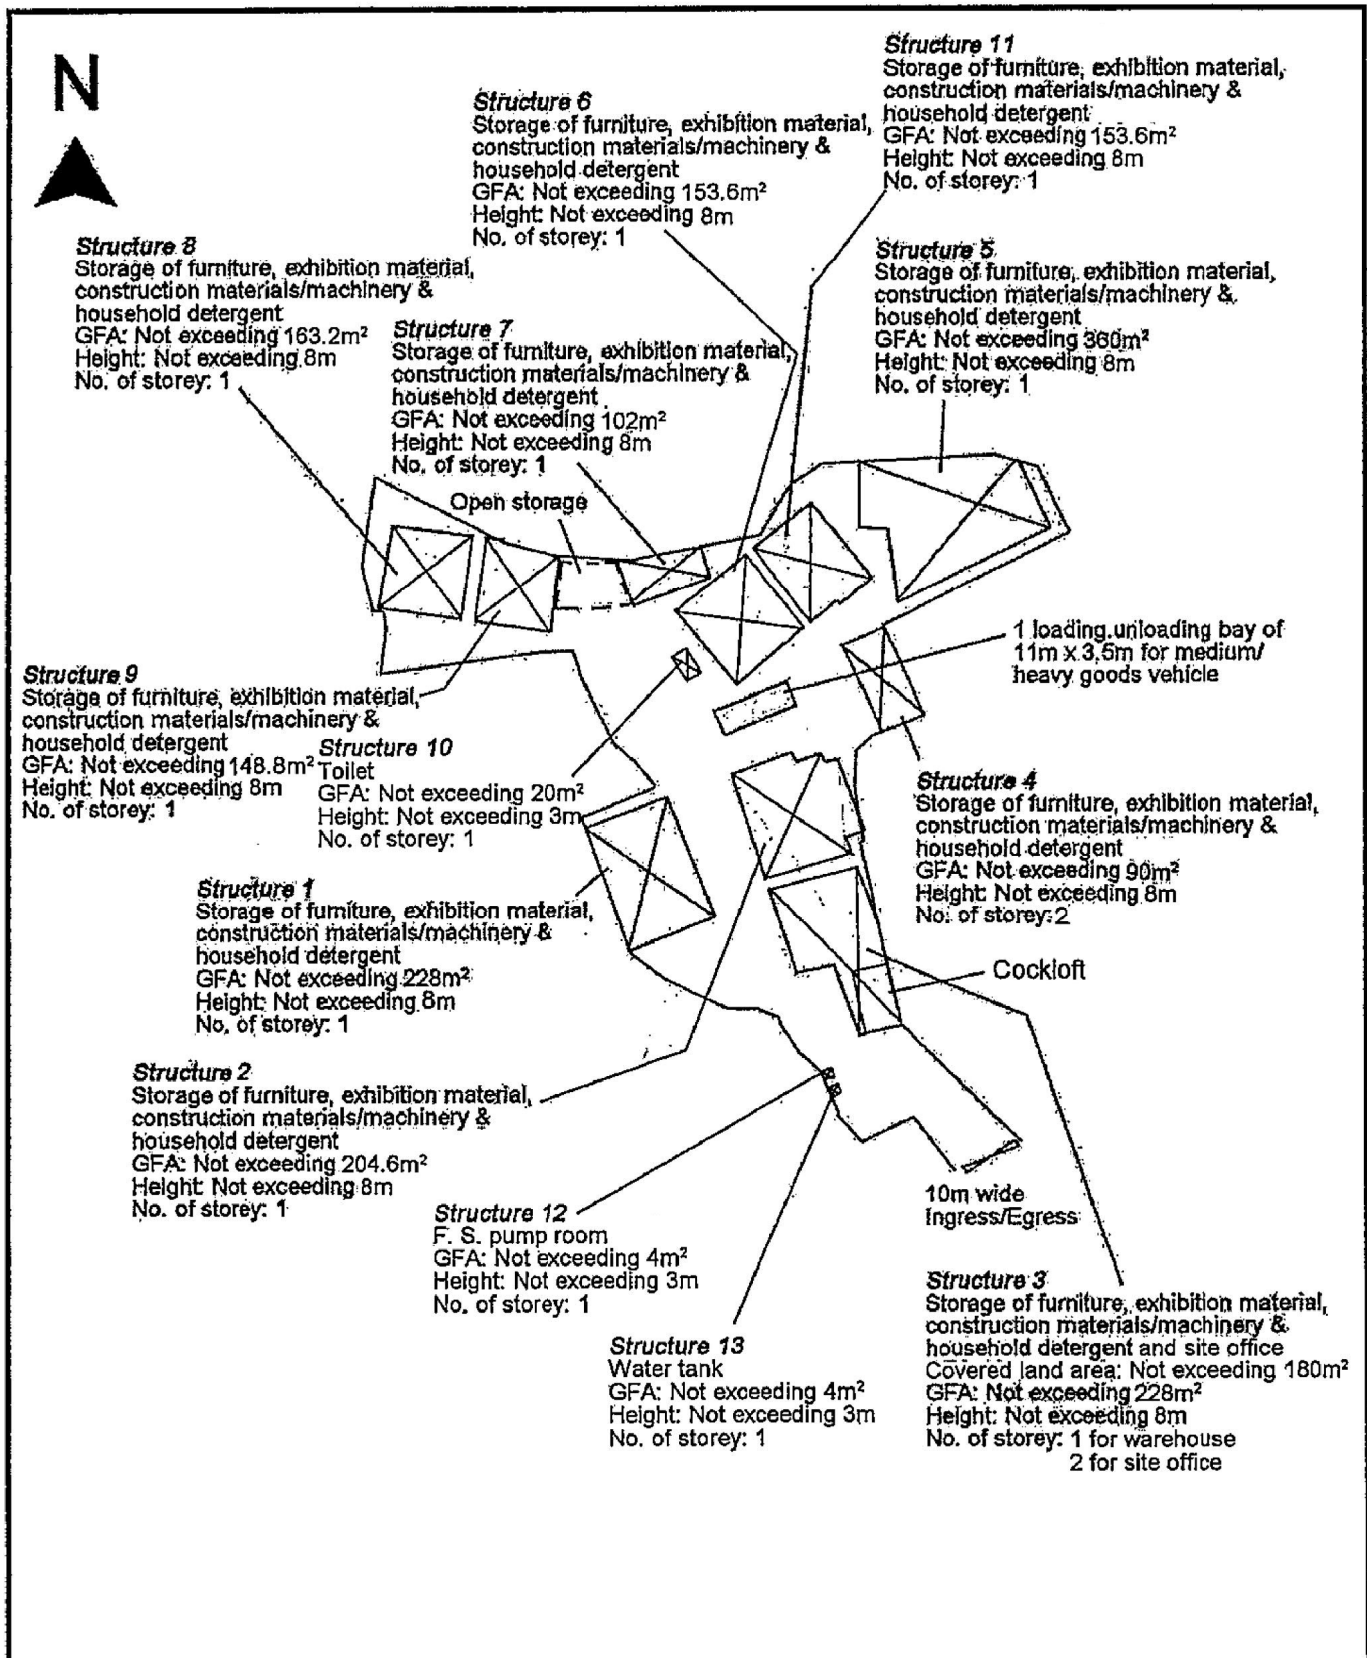 N
Structure 11
Storage of furniture, exhibition material,
construction materials/machinery &
household detergent
GFA: Not exceeding 153.6m²
Height: Not exceeding 8m
No. of storey: 1
Structure 6
Storage of furniture, exhibition material,
construction materials/machinery &
household detergent
GFA: Not exceeding 153.6m²
Height: Not exceeding 8m
No. of storey: 1
Structure 8
Storage of furniture, exhibition material,
construction materials/machinery &
household detergent
GFA: Not exceeding 163.2m²
Height: Not exceeding 8m
No. of storey: 1
Structure 5
Storage of furniture, exhibition material,
construction materials/machinery &
household detergent
GFA: Not exceeding 360m²
Height: Not exceeding 8m
No. of storey: 1
Structure 7
Storage of furniture, exhibition material,
construction materials/machinery &
household detergent
GFA: Not exceeding 102m²
Height: Not exceeding 8m
No. of storey: 1
Open storage
1 loading.unloading bay of
11m x 3.5m for medium/
heavy goods vehicle
Structure 9
Storage of furniture, exhibition material,
construction materials/machinery &
household detergent
GFA: Not exceeding 148.8m²
Height: Not exceeding 8m
No. of storey: 1
Structure 10
Toilet
GFA: Not exceeding 20m²
Height: Not exceeding 3m
No. of storey: 1
Structure 4
Storage of furniture, exhibition material,
construction materials/machinery &
household detergent
GFA: Not exceeding 90m²
Height: Not exceeding 8m
No. of storey: 2
Structure 1
Storage of furniture, exhibition material,
construction materials/machinery &
household detergent
GFA: Not exceeding 228m²
Height: Not exceeding 8m
No. of storey: 1
Cockloft
Structure 2
Storage of furniture, exhibition material,
construction materials/machinery &
household detergent
GFA: Not exceeding 204.6m²
Height: Not exceeding 8m
No. of storey: 1
10m wide
Ingress/Egress
Structure 12
F. S. pump room
GFA: Not exceeding 4m²
Height: Not exceeding 3m
No. of storey: 1
Structure 3
Storage of furniture, exhibition material,
construction materials/machinery &
household detergent and site office
Covered land area: Not exceeding 180m²
GFA: Not exceeding 228m²
Height: Not exceeding 8m
No. of storey: 1 for warehouse
2 for site office
Structure 13
Water tank
GFA: Not exceeding 4m²
Height: Not exceeding 3m
No. of storey: 1